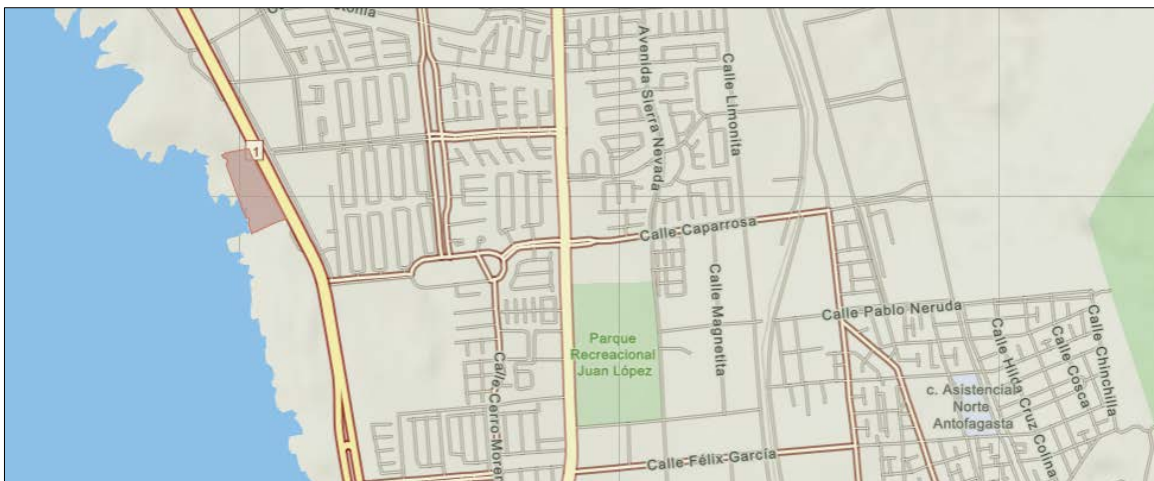 Avenida Sierra Nevada
Calle Limonita
1
Calle Caparrosa
Calle Magnetita
Calle Pablo Neruda
Parque
Recreacional
Juan López
Calle Cerro Moren
c. Asistencial
Norte
Antofagasta
Calle Hilda Cruz Colina
Calle Cosca
Calle Chinchilla
Calle Félix García